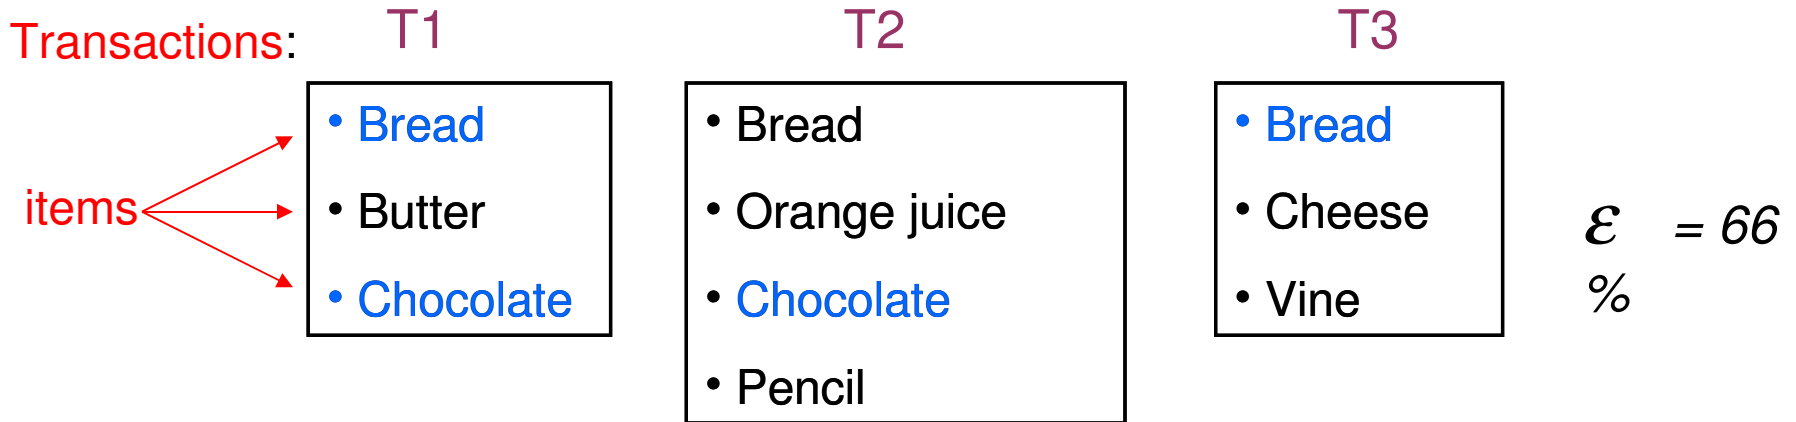 Transactions: T1 T2 T3
• Bread • Bread • Bread
items • Butter • Orange juice • Cheese ε = 66
• Chocolate • Chocolate • Vine %
• Pencil